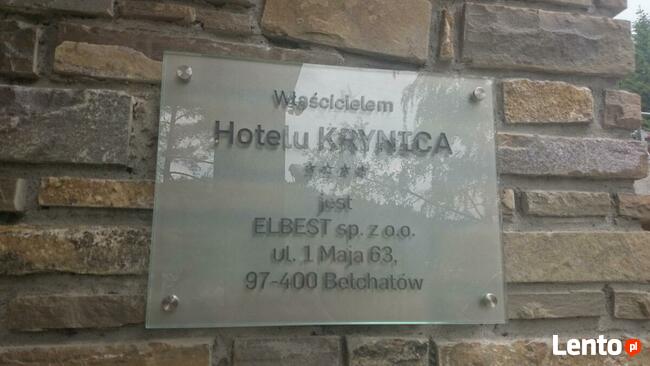 Właścicielem
Hotelu KRYNICA
****
jest
ELBEST sp. z o.o.
ul. 1 Maja 63,
97-400 Bełchatów
Lento.pl